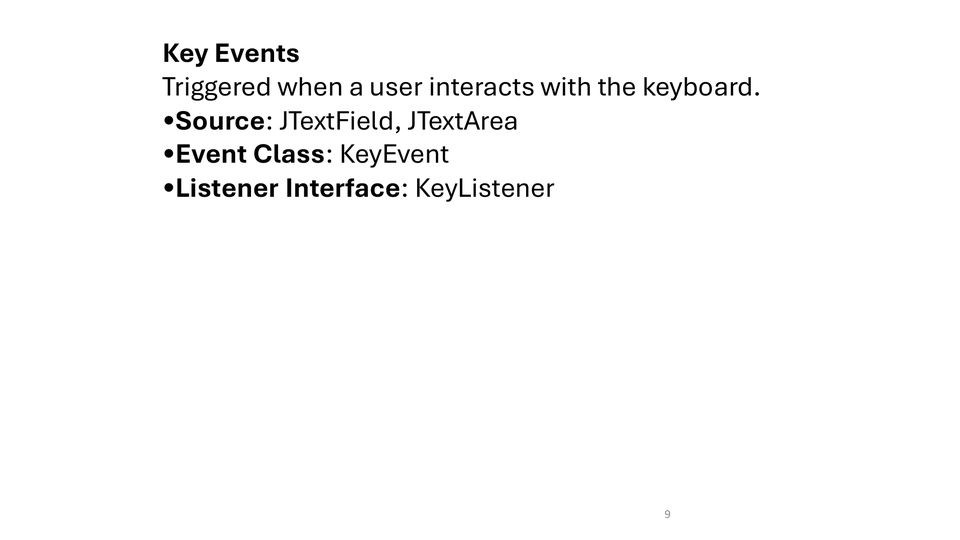 Key Events
Triggered when a user interacts with the keyboard.
•Source: JTextField, JTextArea
•Event Class: KeyEvent
•Listener Interface: KeyListener
9